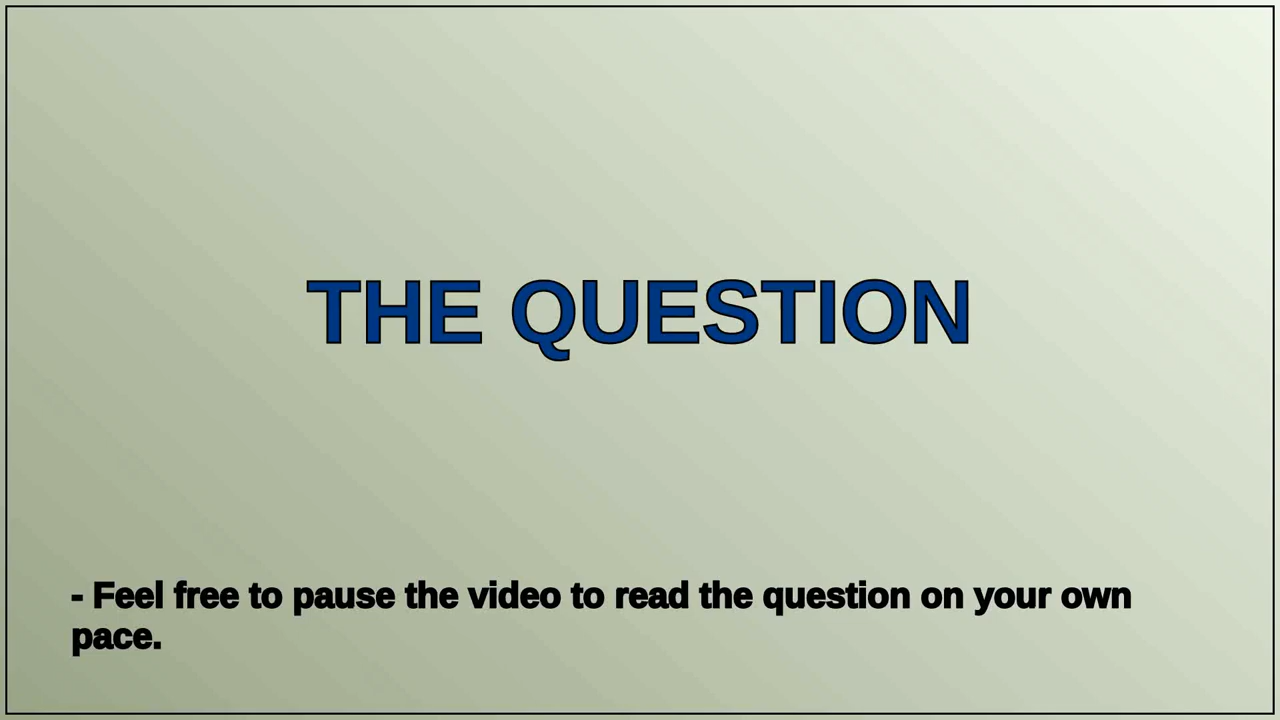 THE QUESTION
- Feel free to pause the video to read the question on your own
pace.